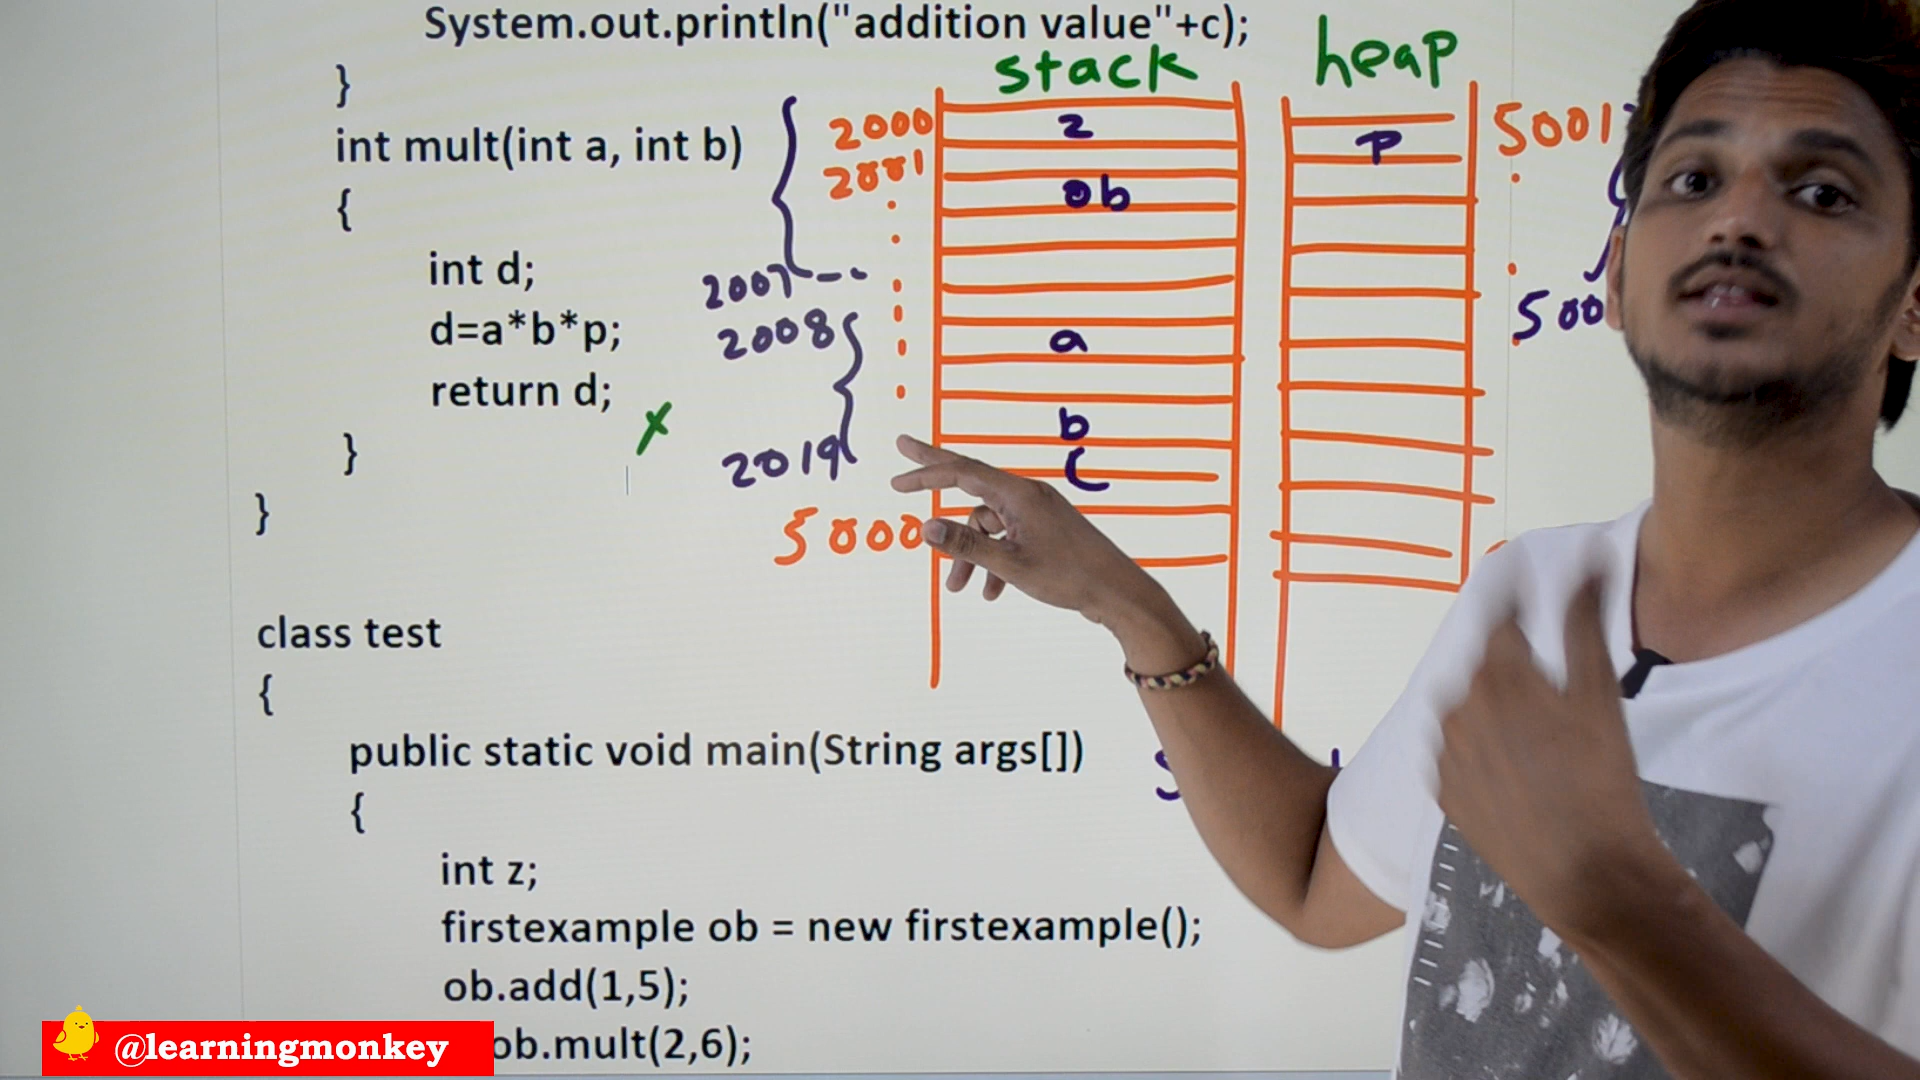 System.out.println("addition value"+c);
}
int mult(int a, int b)
{
int d;
d=a*b*p;
return d;
}
}
class test
{
public static void main(String args[])
{
int z;
firstexample ob = new firstexample();
ob.add(1,5);
ob.mult(2,6);
stack
heap
2000
z
2001
ob
2007
2008
a
b
2019
c
5000
p
5001
@learningmonkey